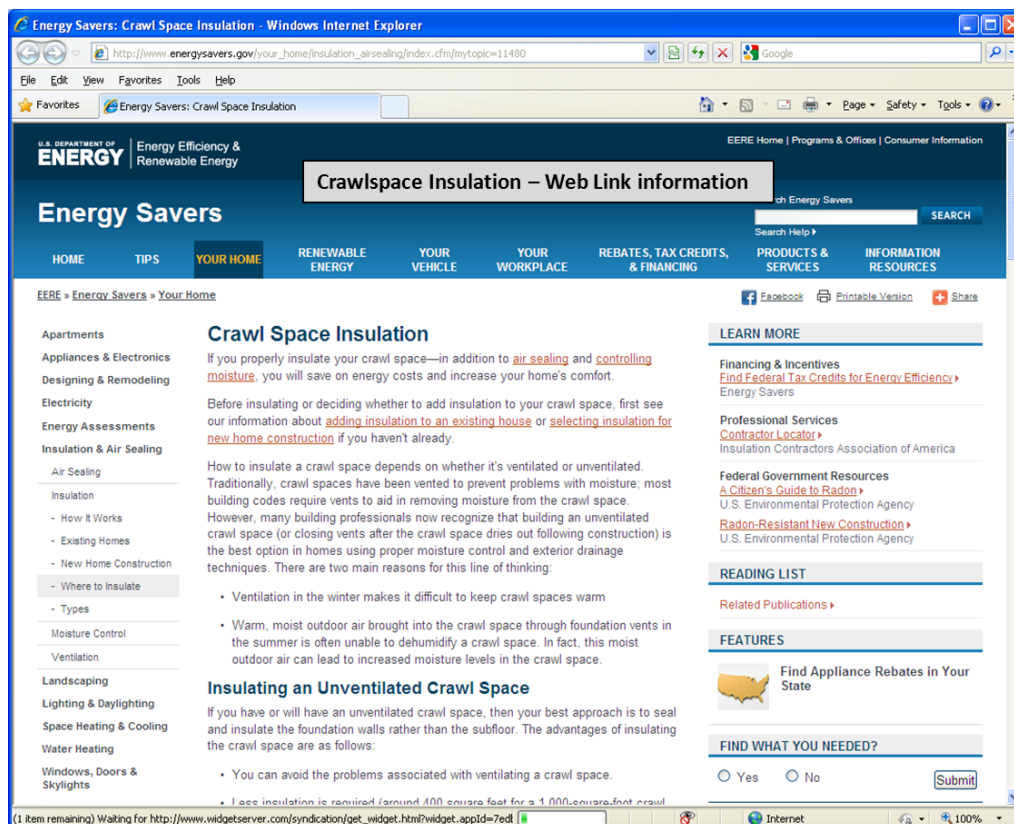 Energy Savers: Crawl Space Insulation - Windows Internet Explorer
http://www.energysavers.gov/your_home/insulation_airsealing/index.cfm/mytopic=11480
Google
File Edit View Favorites Tools Help
Favorites
Energy Savers: Crawl Space Insulation
Page Safety Tools
U.S. DEPARTMENT OF
ENERGY
Energy Efficiency &
Renewable Energy
EERE Home | Programs & Offices | Consumer Information
Crawlspace Insulation – Web Link information
Energy Savers
ch Energy Savers
SEARCH
Search Help
HOME
TIPS
YOUR HOME
RENEWABLE
ENERGY
YOUR
VEHICLE
YOUR
WORKPLACE
REBATES, TAX CREDITS,
& FINANCING
PRODUCTS &
SERVICES
INFORMATION
RESOURCES
EERE » Energy Savers » Your Home
Facebook Printable Version Share
Apartments
Appliances & Electronics
Designing & Remodeling
Electricity
Energy Assessments
Insulation & Air Sealing
Air Sealing
Insulation
- How It Works
- Existing Homes
- New Home Construction
- Where to Insulate
- Types
Moisture Control
Ventilation
Landscaping
Lighting & Daylighting
Space Heating & Cooling
Water Heating
Windows, Doors &
Skylights
Crawl Space Insulation
If you properly insulate your crawl space—in addition to air sealing and controlling
moisture, you will save on energy costs and increase your home's comfort.
Before insulating or deciding whether to add insulation to your crawl space, first see
our information about adding insulation to an existing house or selecting insulation for
new home construction if you haven't already.
How to insulate a crawl space depends on whether it's ventilated or unventilated.
Traditionally, crawl spaces have been vented to prevent problems with moisture; most
building codes require vents to aid in removing moisture from the crawl space.
However, many building professionals now recognize that building an unventilated
crawl space (or closing vents after the crawl space dries out following construction) is
the best option in homes using proper moisture control and exterior drainage
techniques. There are two main reasons for this line of thinking:
• Ventilation in the winter makes it difficult to keep crawl spaces warm
• Warm, moist outdoor air brought into the crawl space through foundation vents in
the summer is often unable to dehumidify a crawl space. In fact, this moist
outdoor air can lead to increased moisture levels in the crawl space.
Insulating an Unventilated Crawl Space
If you have or will have an unventilated crawl space, then your best approach is to seal
and insulate the foundation walls rather than the subfloor. The advantages of insulating
the crawl space are as follows:
• You can avoid the problems associated with ventilating a crawl space.
• Less insulation is required (around 400 square feet for a 1,000-square-foot crawl
LEARN MORE
Financing & Incentives
Find Federal Tax Credits for Energy Efficiency
Energy Savers
Professional Services
Contractor Locator
Insulation Contractors Association of America
Federal Government Resources
A Citizen's Guide to Radon
U.S. Environmental Protection Agency
Radon-Resistant New Construction
U.S. Environmental Protection Agency
READING LIST
Related Publications
FEATURES
Find Appliance Rebates in Your
State
FIND WHAT YOU NEEDED?
Yes No
Submit
(1 item remaining) Waiting for http://www.widgetserver.com/syndication/get_widget.html?widget.appId=7edt
Internet
100%